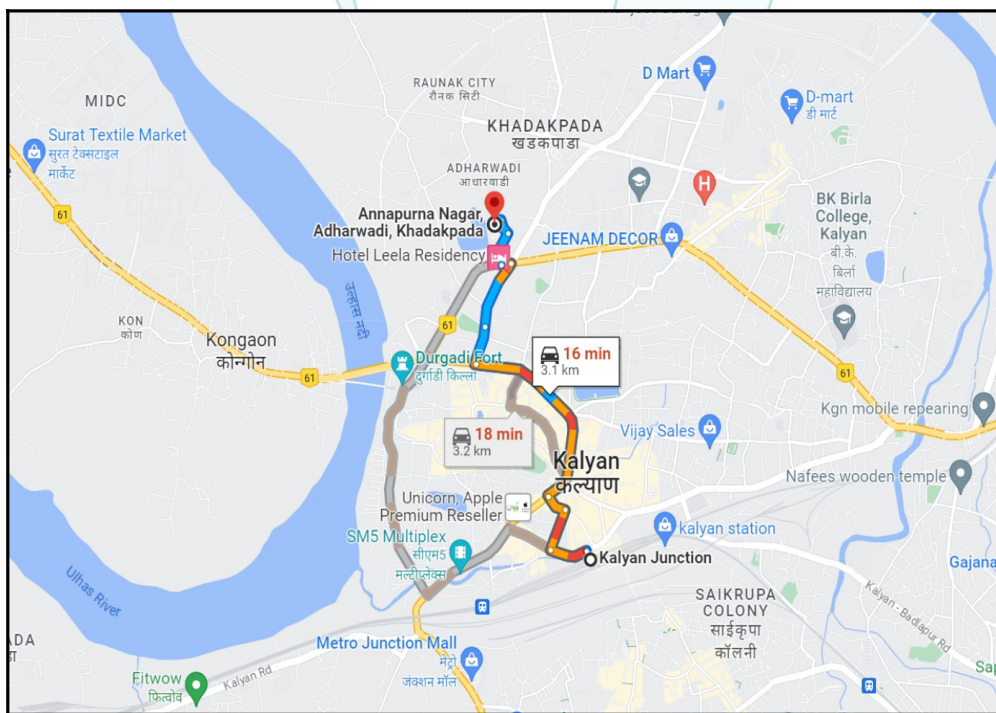 RAUNAK CITY
रौनक सिटी
D Mart
D-mart
डी मार्ट
MIDC
Surat Textile Market
सुरत टेक्सटाइल
मार्केट
KHADAKPADA
खडकपाडा
ADHARWADI
आधारवाडी
Annapurna Nagar,
Adharwadi, Khadakpada
Hotel Leela Residency
H
JEENAM DECOR
BK Birla
College,
Kalyan
बी.के.
बिर्ला
महाविद्यालय
61
61
61
61
61
उल्हास नदी
KON
कोण
Kongaon
कोनगोन
Durgadi Fort
दुर्गाडी किल्ला
16 min
3.1 km
18 min
3.2 km
Kgn mobile repearing
Vijay Sales
Kalyan
कल्याण
Nafees wooden temple
Unicorn, Apple
Premium Reseller
SM5 Multiplex
सीएम5
मल्टीप्लेक्स
kalyan station
Kalyan Junction
Gajana
Ulhas River
SAIKRUPA
COLONY
साईकृपा
कॉलनी
Kalyan - Badlapur Rd
Metro Junction Mall
मेट्रो
जंक्शन मॉल
ADA
Fitwow
फित्वोव
Kalyan Rd
Sap